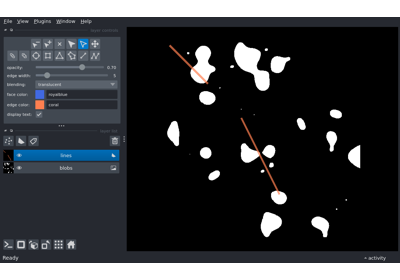 File View Plugins Window Help
opacity: 0.70
edge width: 5
blending: translucent
face color: royalblue
edge color: coral
display text:
lines
blobs
Ready
activity